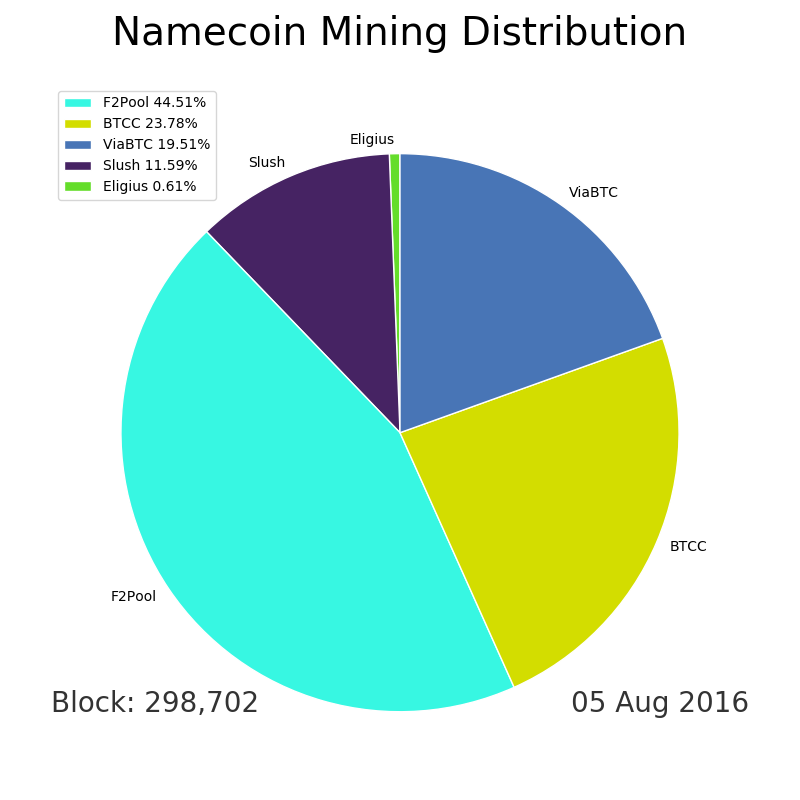 Namecoin Mining Distribution
F2Pool 44.51%
BTCC 23.78%
ViaBTC 19.51%
Slush 11.59%
Eligius 0.61%
Eligius
Slush
ViaBTC
BTCC
F2Pool
Block: 298,702
05 Aug 2016